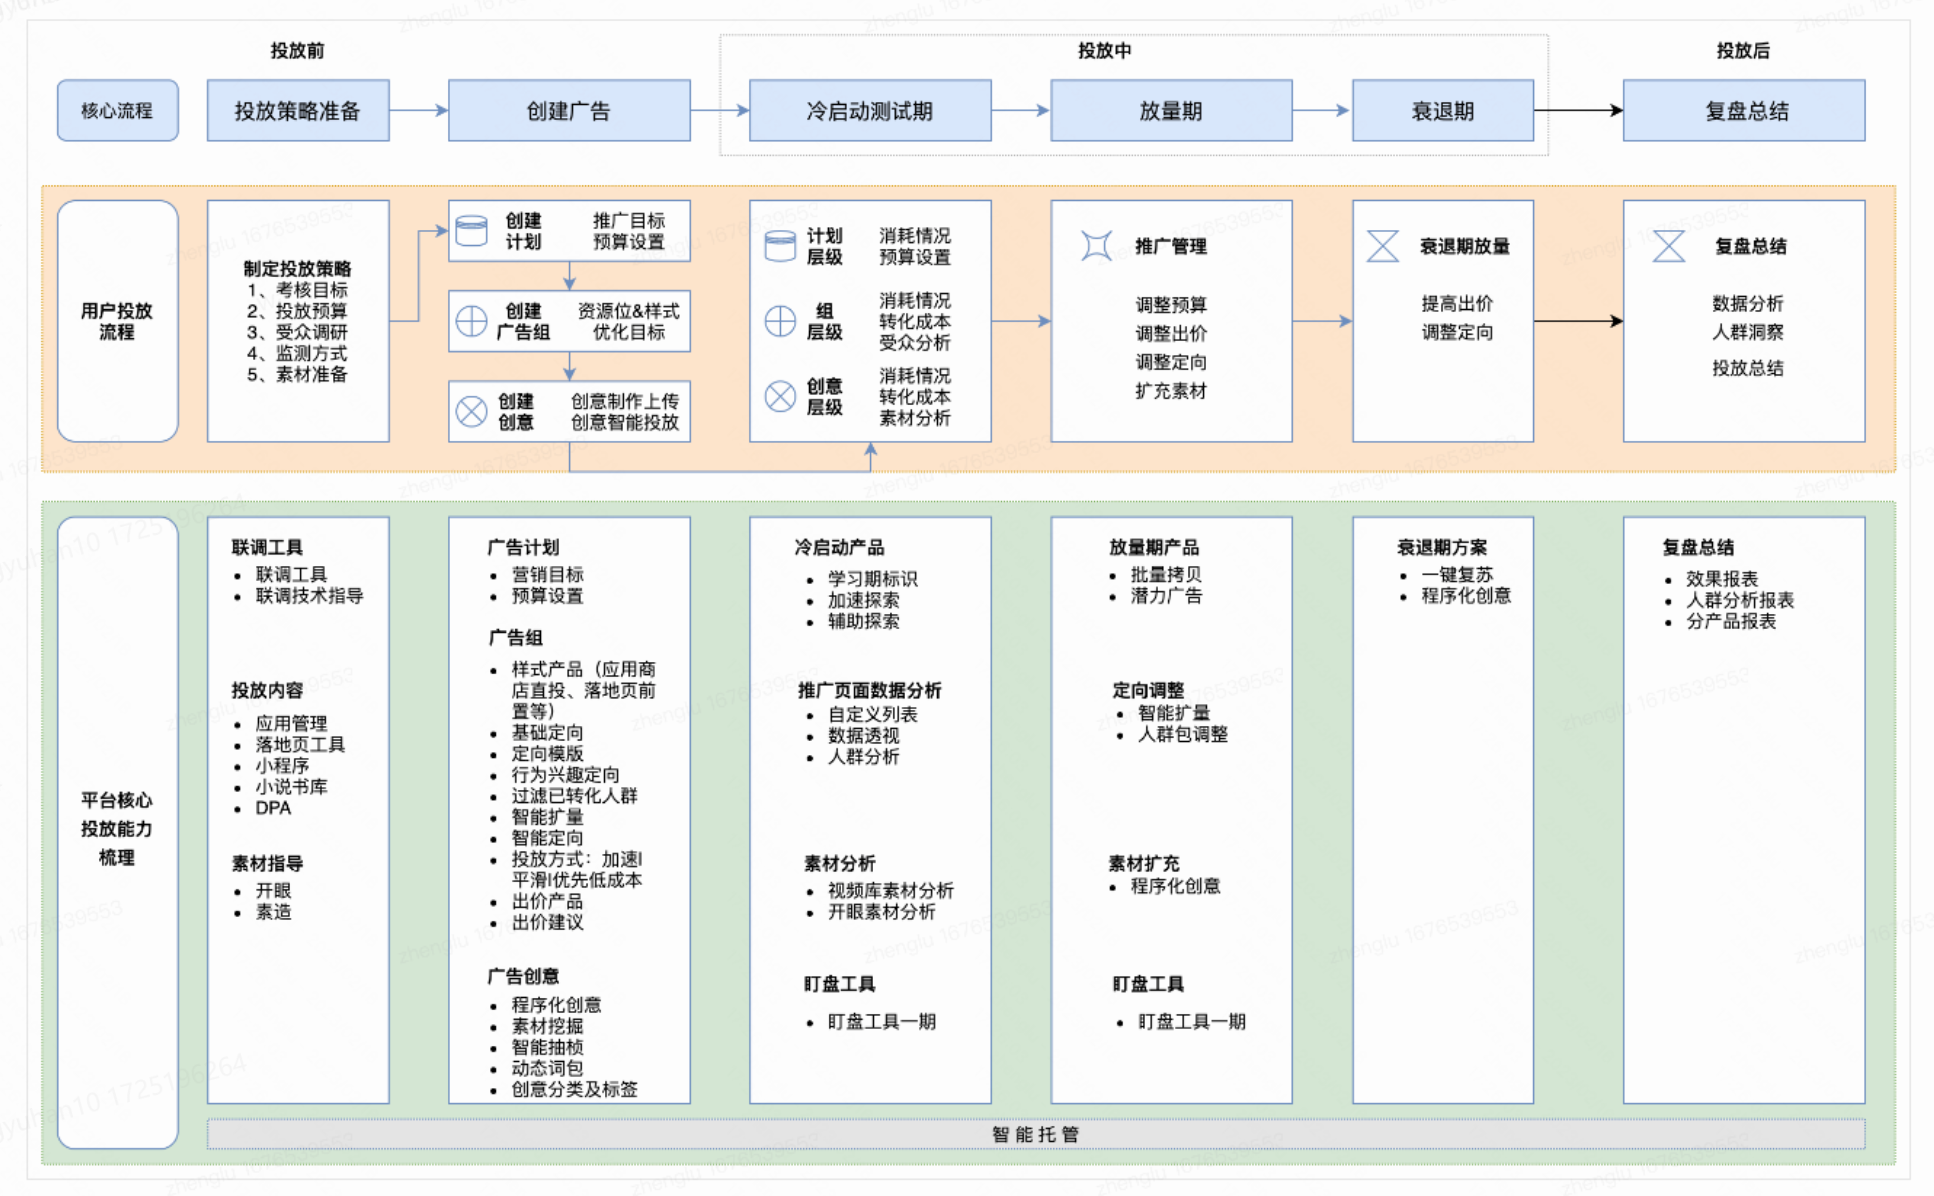 投放前
投放中
投放后
核心流程
投放策略准备
创建广告
冷启动测试期
放量期
衰退期
复盘总结
用户投放
流程
制定投放策略
1、考核目标
2、投放预算
3、受众调研
4、监测方式
5、素材准备
创建
计划
推广目标
预算设置
创建
广告组
资源位&样式
优化目标
创建
创意
创意制作上传
创意智能投放
计划
层级
消耗情况
预算设置
组
层级
消耗情况
转化成本
受众分析
创意
层级
消耗情况
转化成本
素材分析
推广管理
调整预算
调整出价
调整定向
扩充素材
衰退期放量
提高出价
调整定向
复盘总结
数据分析
人群洞察
投放总结
平台核心
投放能力
梳理
联调工具
• 联调工具
• 联调技术指导
投放内容
• 应用管理
• 落地页工具
• 小程序
• 小说书库
• DPA
素材指导
• 开眼
• 素造
广告计划
• 营销目标
• 预算设置
广告组
• 样式产品（应用商
店直投、落地页前
置等）
• 基础定向
• 定向模版
• 行为兴趣定向
• 过滤已转化人群
• 智能扩量
• 智能定向
• 投放方式：加速|
平滑|优先低成本
• 出价产品
• 出价建议
广告创意
• 程序化创意
• 素材挖掘
• 智能抽桢
• 动态词包
• 创意分类及标签
冷启动产品
• 学习期标识
• 加速探索
• 辅助探索
推广页面数据分析
• 自定义列表
• 数据透视
• 人群分析
素材分析
• 视频库素材分析
• 开眼素材分析
盯盘工具
• 盯盘工具一期
放量期产品
• 批量拷贝
• 潜力广告
定向调整
• 智能扩量
• 人群包调整
素材扩充
• 程序化创意
盯盘工具
• 盯盘工具一期
衰退期方案
• 一键复苏
• 程序化创意
复盘总结
• 效果报表
• 人群分析报表
• 分产品报表
智能托管
zhenglu 1676539553